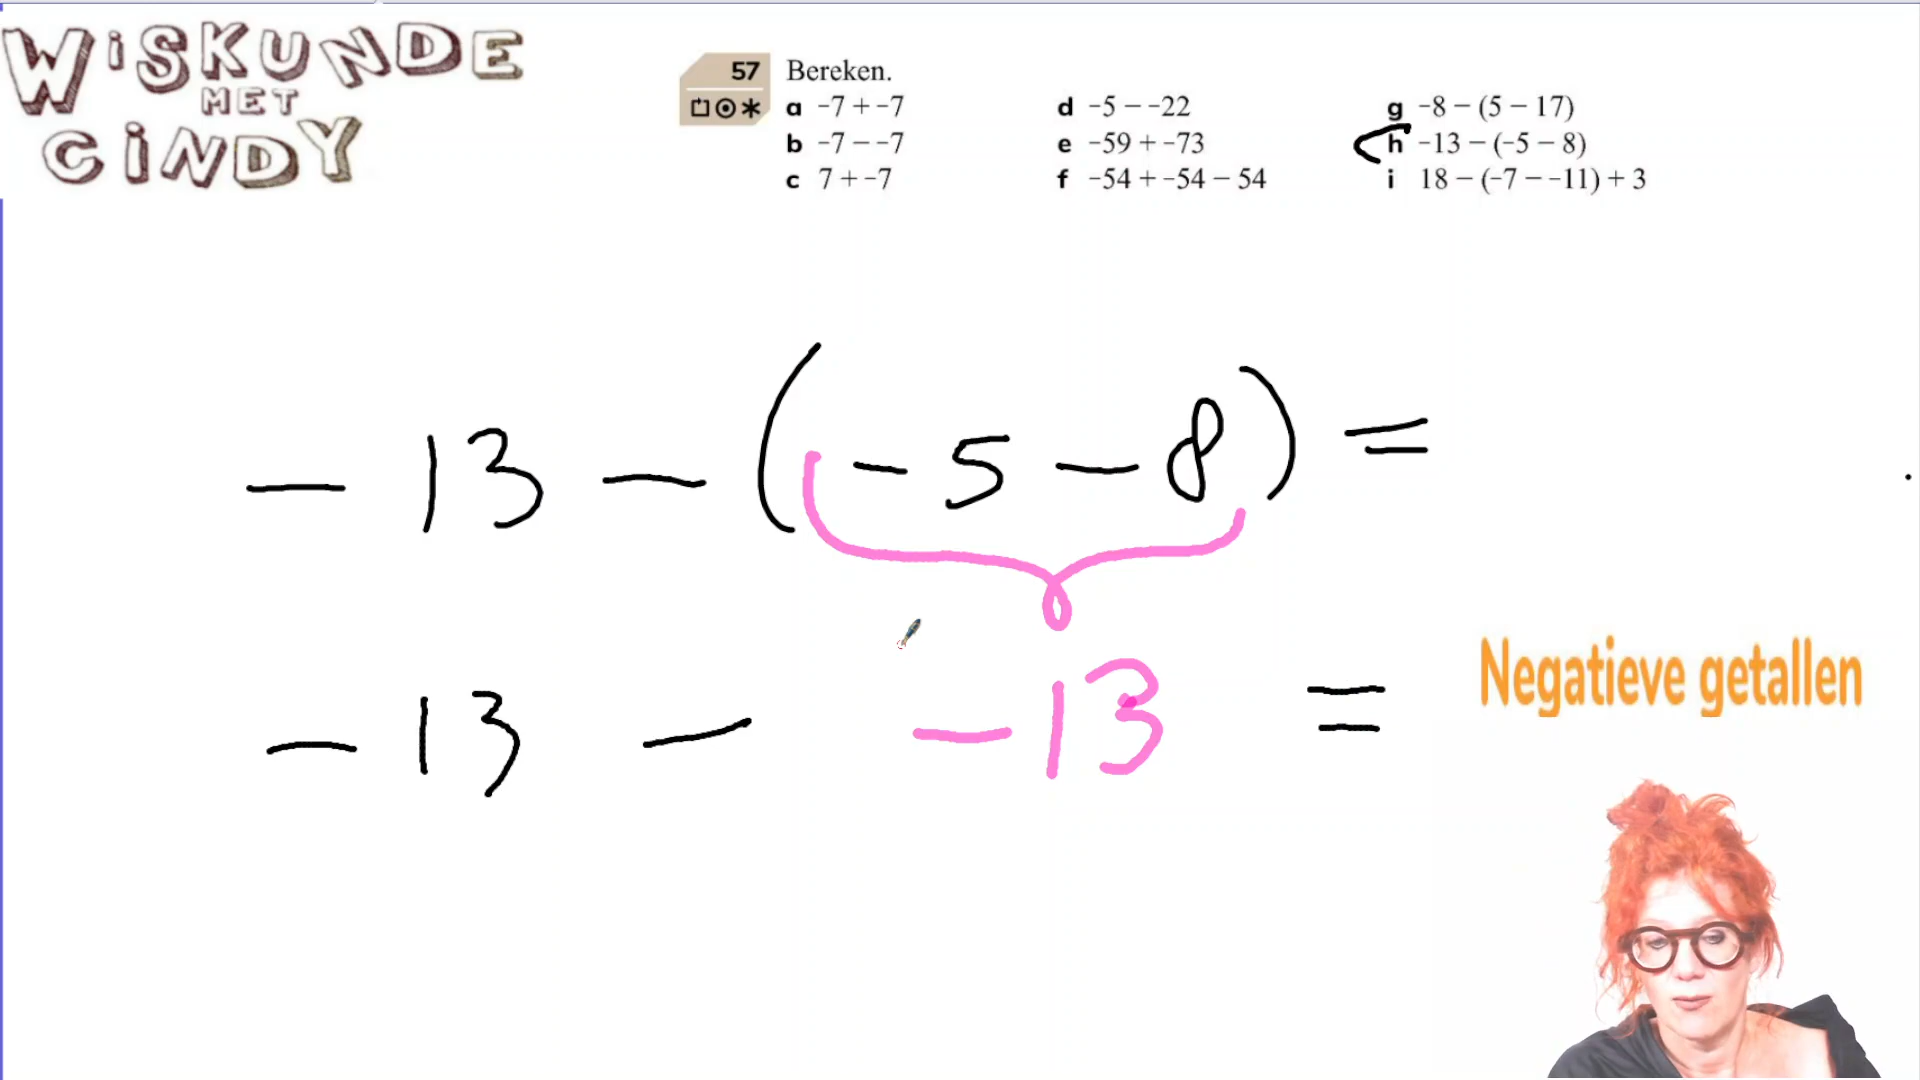 WiSKUNDE
MET
CiNDY
57 Bereken.
a -7 + -7
b -7 - -7
c 7 + -7
d -5 - -22
e -59 + -73
f -54 + -54 - 54
g -8 - (5 - 17)
h -13 - (-5 - 8)
i 18 - (-7 - -11) + 3
- 13 - ( - 5 - 8 ) =
- 13 - - 13 =
Negatieve getallen